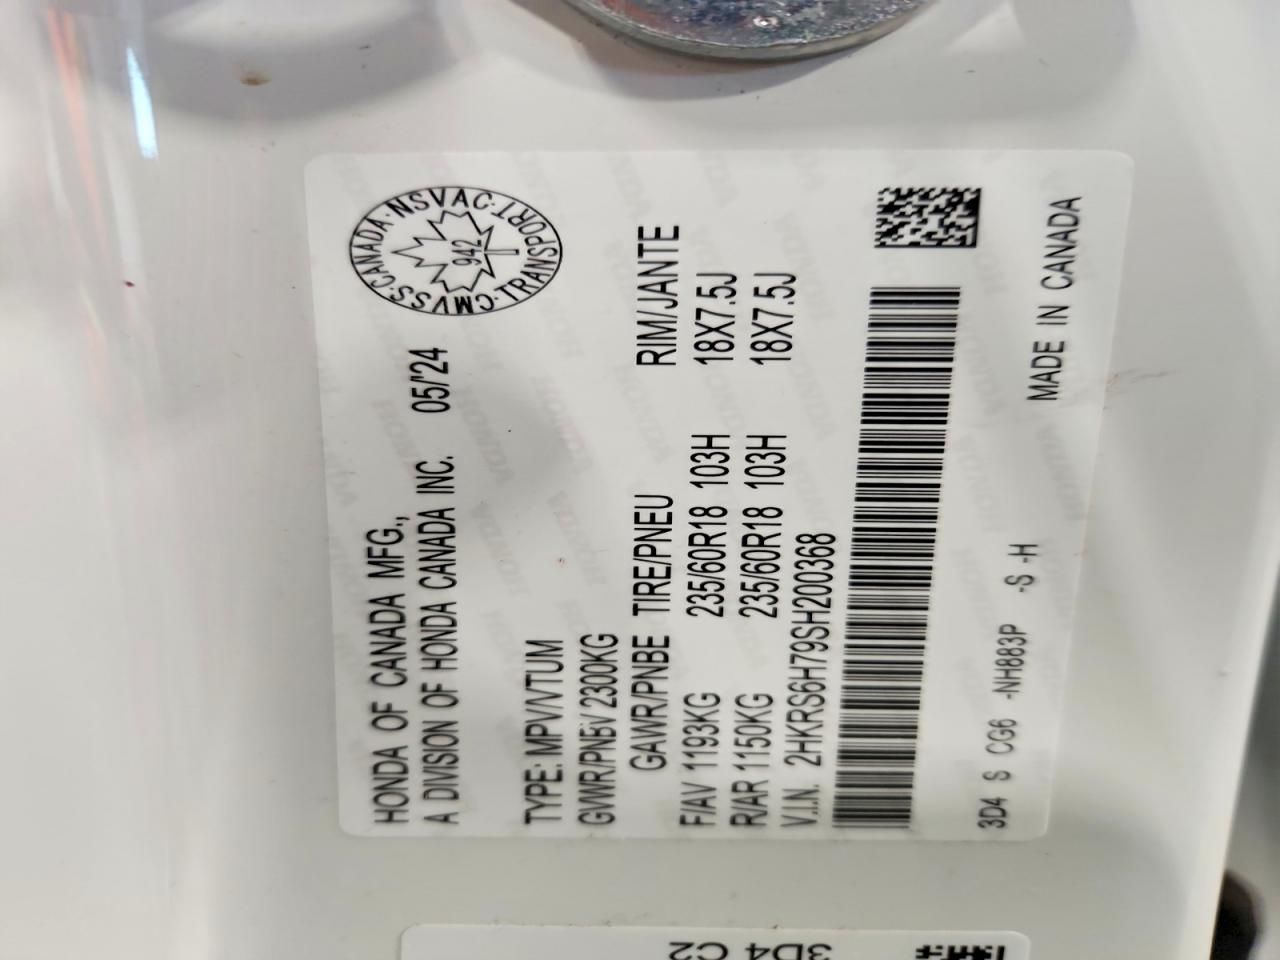 HONDA OF CANADA MFG.,
A DIVISION OF HONDA CANADA INC. 05/'24
CMVSS·CANADA·NSVAC·TRANSPORT
942
TYPE: MPV/VTUM
GVWR/PNBV 2300KG
GAWR/PNBE TIRE/PNEU RIM/JANTE
F/AV 1193KG 235/60R18 103H 18X7.5J
R/AR 1150KG 235/60R18 103H 18X7.5J
V.I.N. 2HKRS6H79SH200368
3D4 S CG6 -NH883P -S -H
MADE IN CANADA
3D4 C2